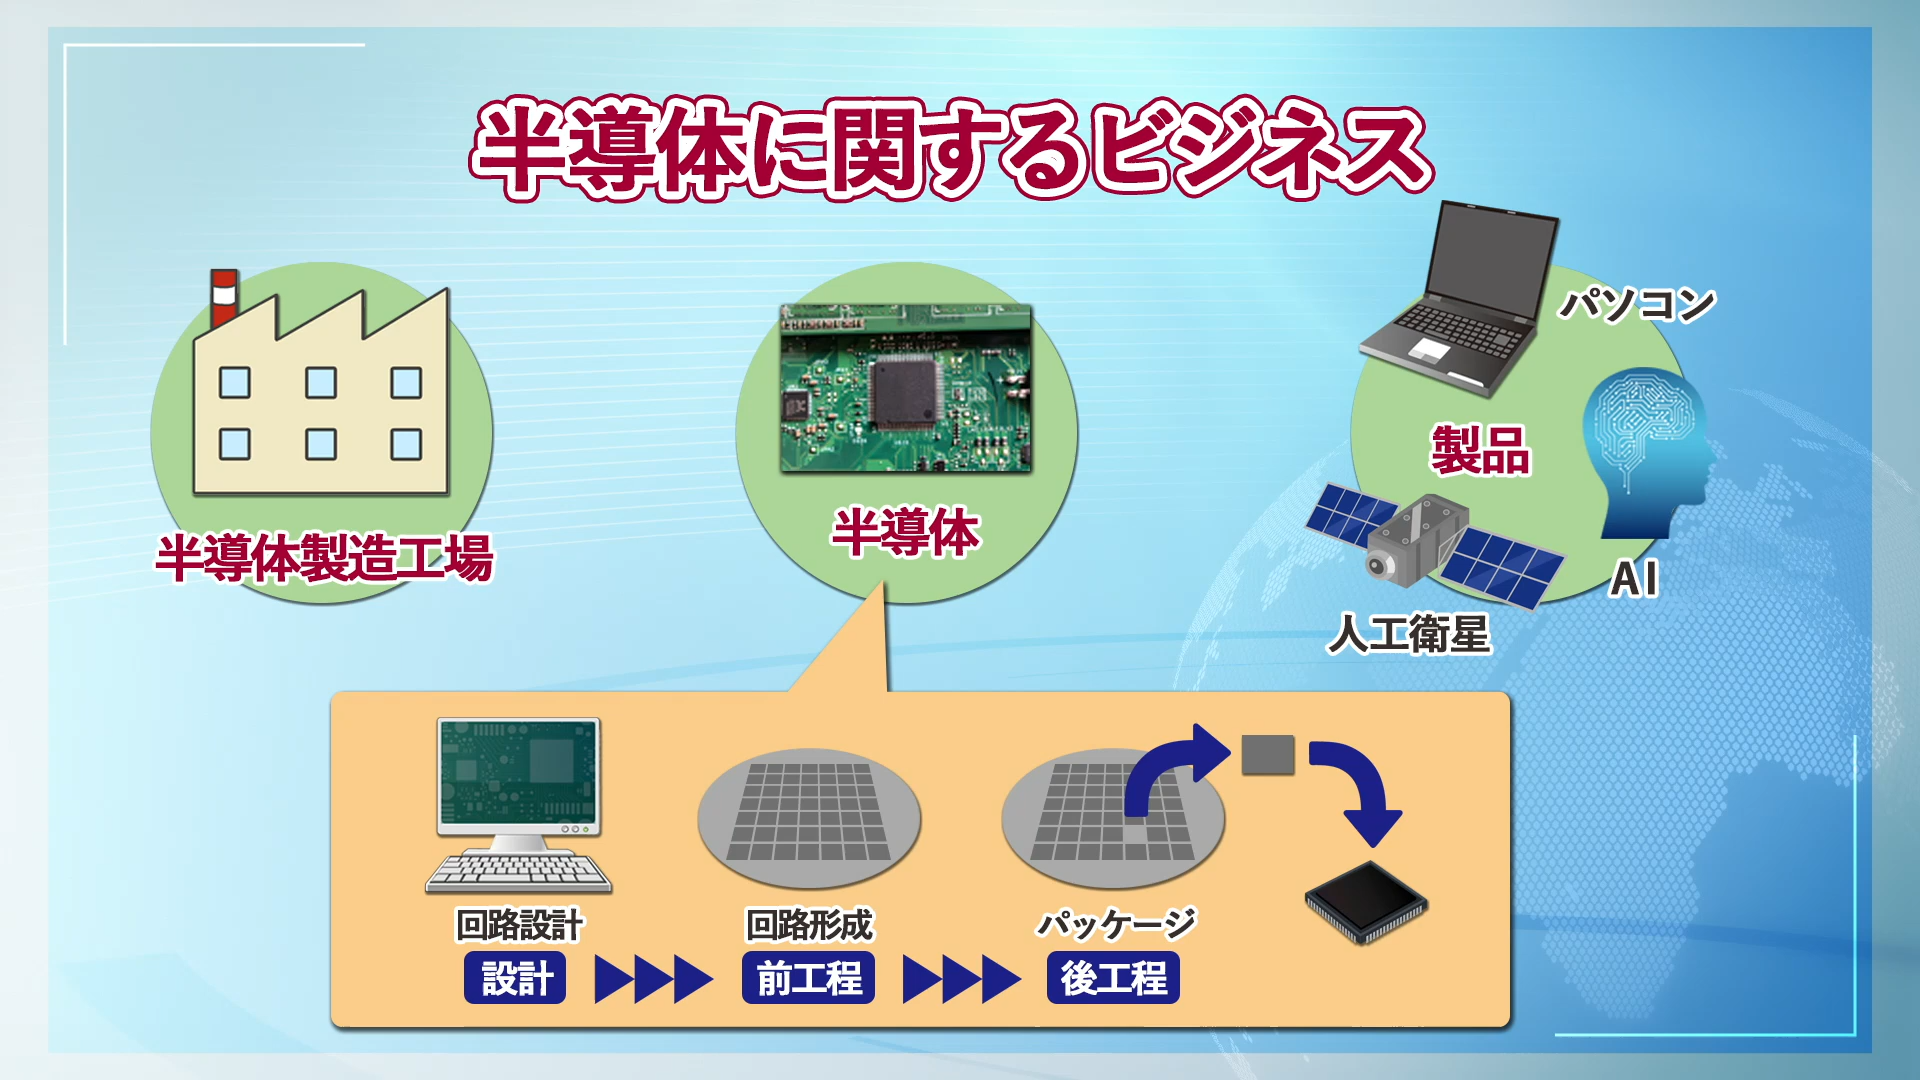 半導体に関するビジネス
半導体製造工場
半導体
製品
パソコン
AI
人工衛星
回路設計
設計
回路形成
前工程
パッケージ
後工程